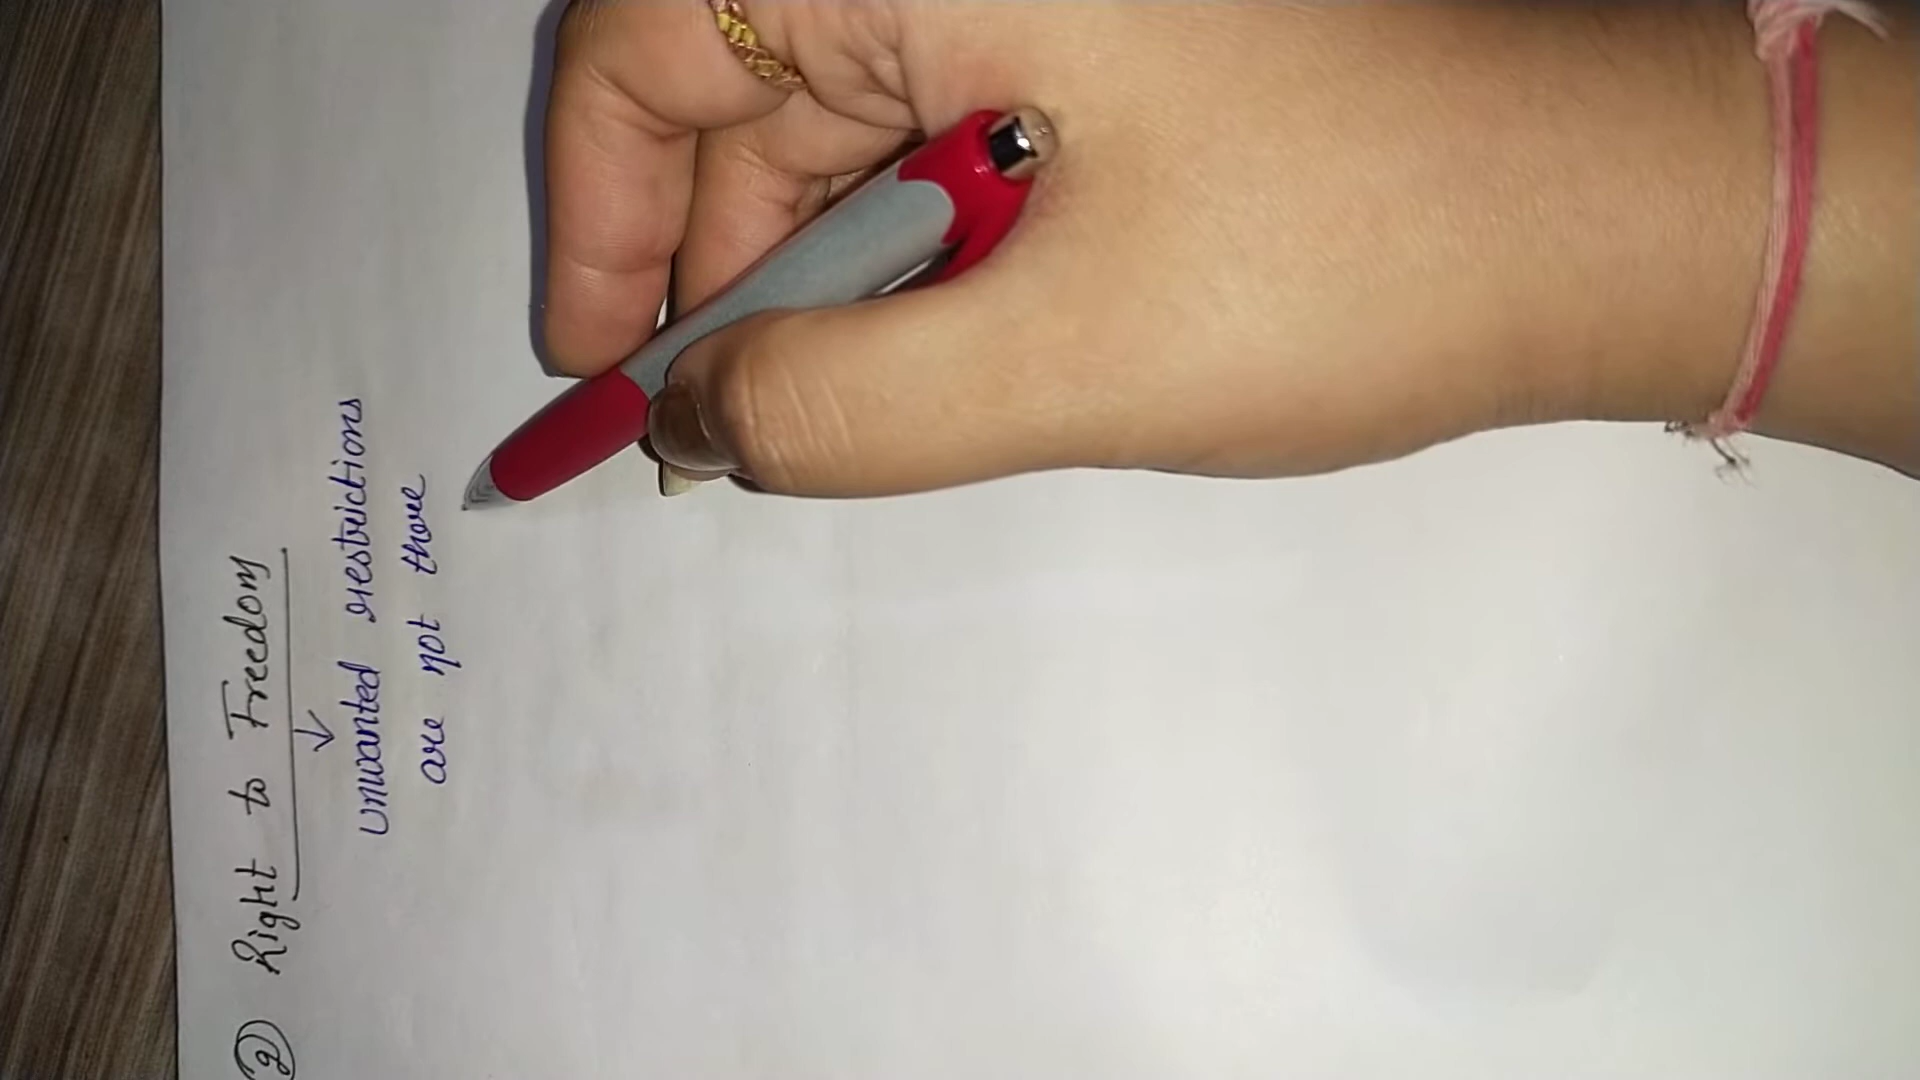 ② Right to Freedom
↓
unwanted restrictions
are not there